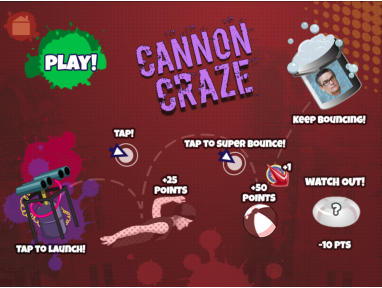 PLAY!
CANNON
CRAZE
KEEP BOUNCING!
TAP!
TAP TO SUPER BOUNCE!
+25
POINTS
+1
+50
POINTS
WATCH OUT!
?
-10 PTS
TAP TO LAUNCH!